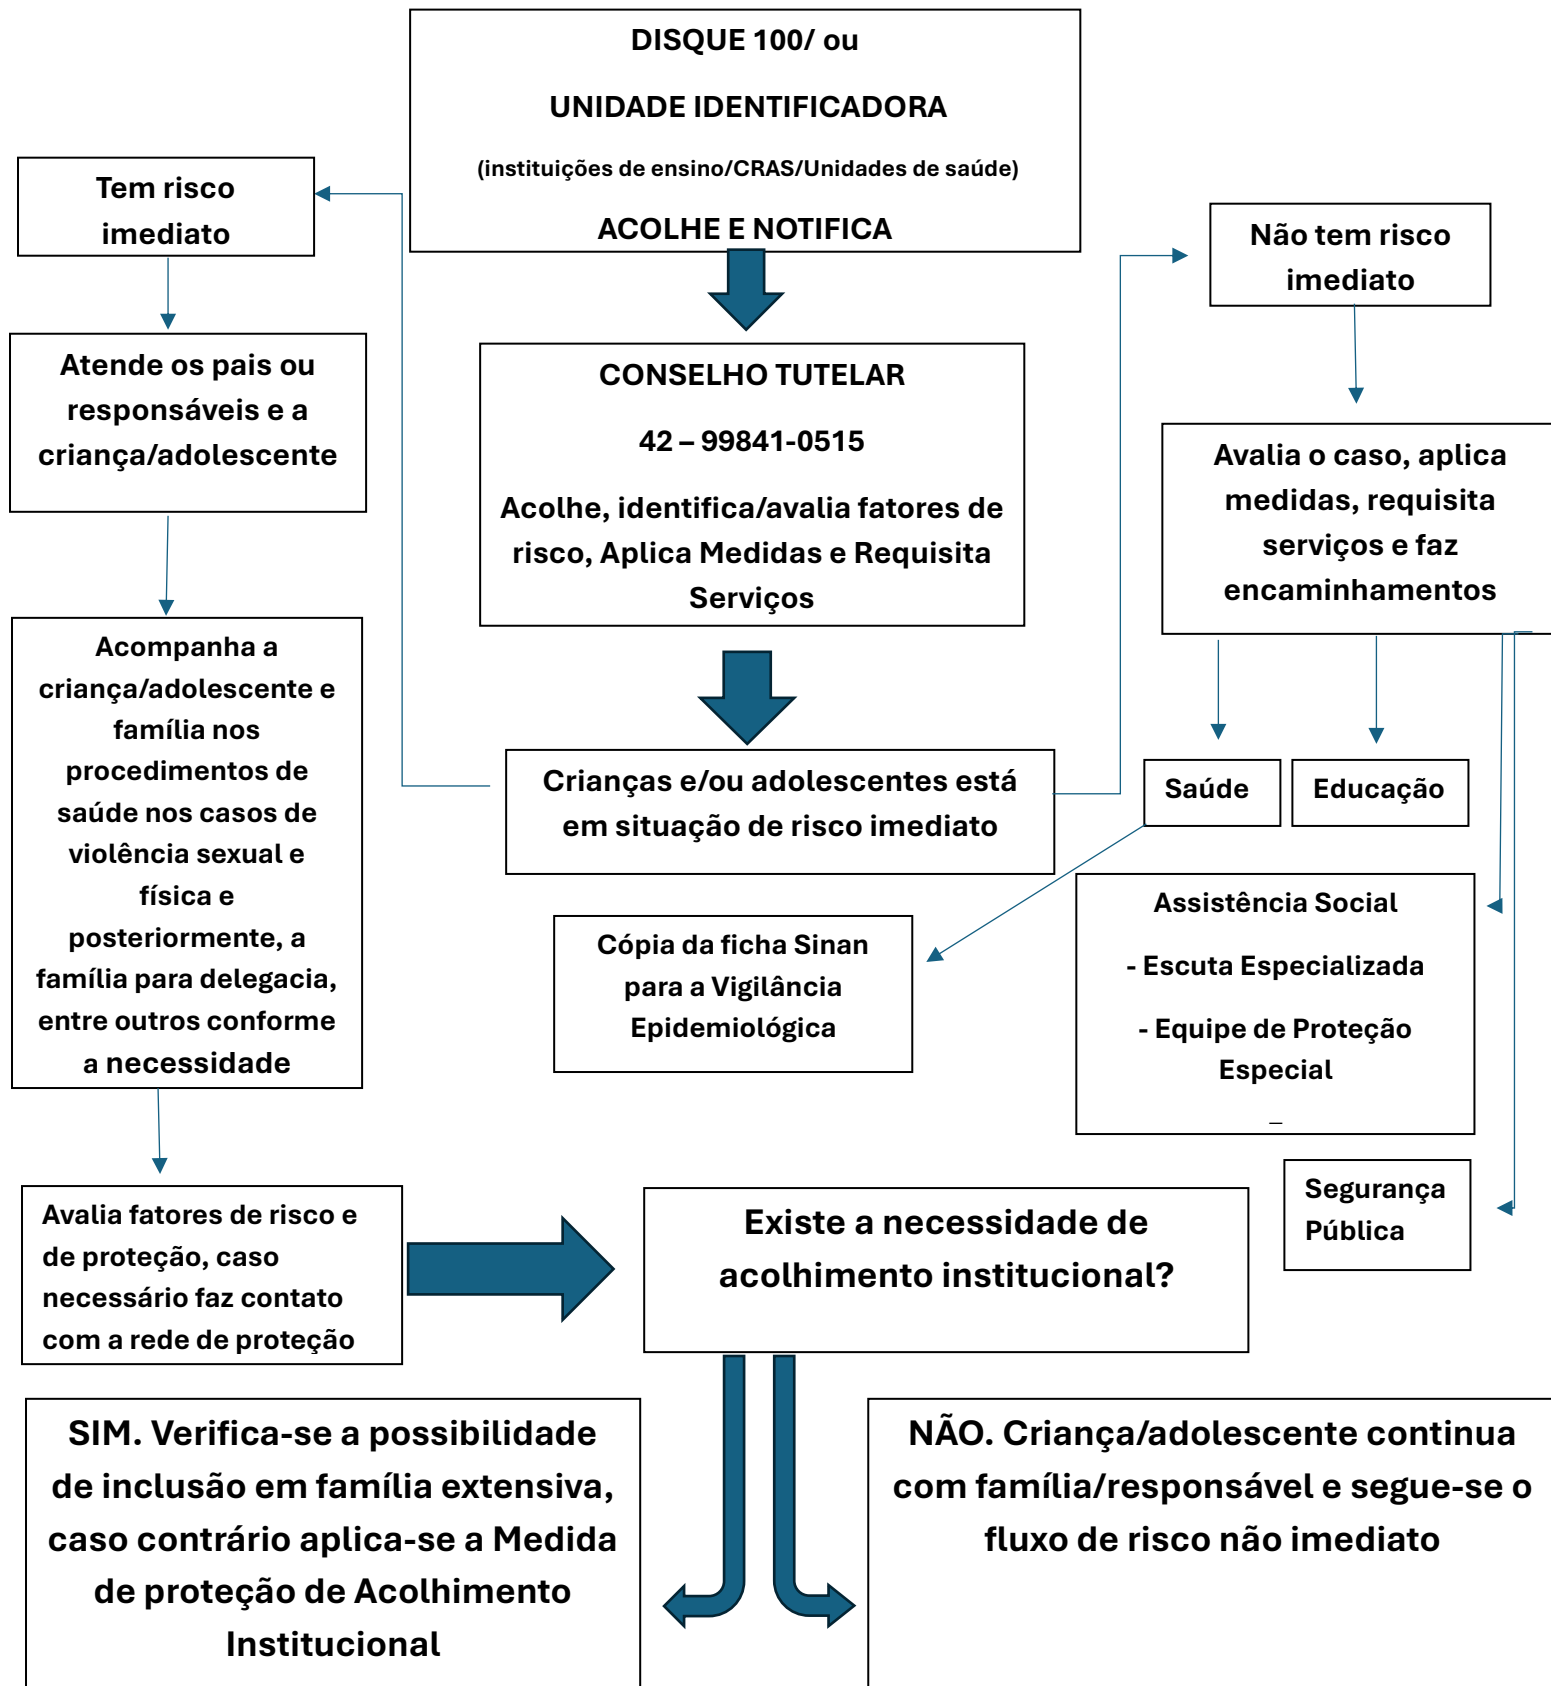 DISQUE 100/ ou
UNIDADE IDENTIFICADORA
(instituições de ensino/CRAS/Unidades de saúde)
ACOLHE E NOTIFICA
Tem risco
imediato
Não tem risco
imediato
Atende os pais ou
responsáveis e a
criança/adolescente
CONSELHO TUTELAR
42 – 99841-0515
Acolhe, identifica/avalia fatores de
risco, Aplica Medidas e Requisita
Serviços
Avalia o caso, aplica
medidas, requisita
serviços e faz
encaminhamentos
Acompanha a
criança/adolescente e
família nos
procedimentos de
saúde nos casos de
violência sexual e
física e
posteriormente, a
família para delegacia,
entre outros conforme
a necessidade
Crianças e/ou adolescentes está
em situação de risco imediato
Saúde
Educação
Cópia da ficha Sinan
para a Vigilância
Epidemiológica
Assistência Social
- Escuta Especializada
- Equipe de Proteção
Especial
_
Segurança
Pública
Avalia fatores de risco e
de proteção, caso
necessário faz contato
com a rede de proteção
Existe a necessidade de
acolhimento institucional?
SIM. Verifica-se a possibilidade
de inclusão em família extensiva,
caso contrário aplica-se a Medida
de proteção de Acolhimento
Institucional
NÃO. Criança/adolescente continua
com família/responsável e segue-se o
fluxo de risco não imediato